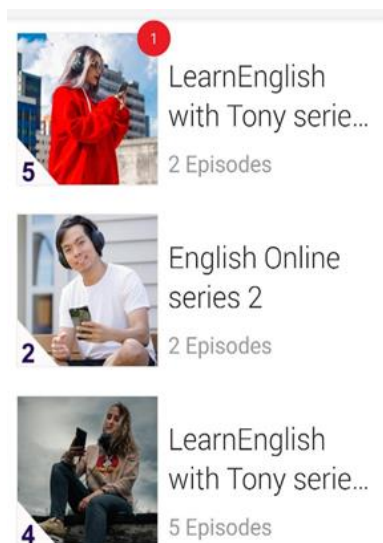 1
LearnEnglish
with Tony serie...
5
2 Episodes
English Online
series 2
2
2 Episodes
LearnEnglish
with Tony serie...
4
5 Episodes